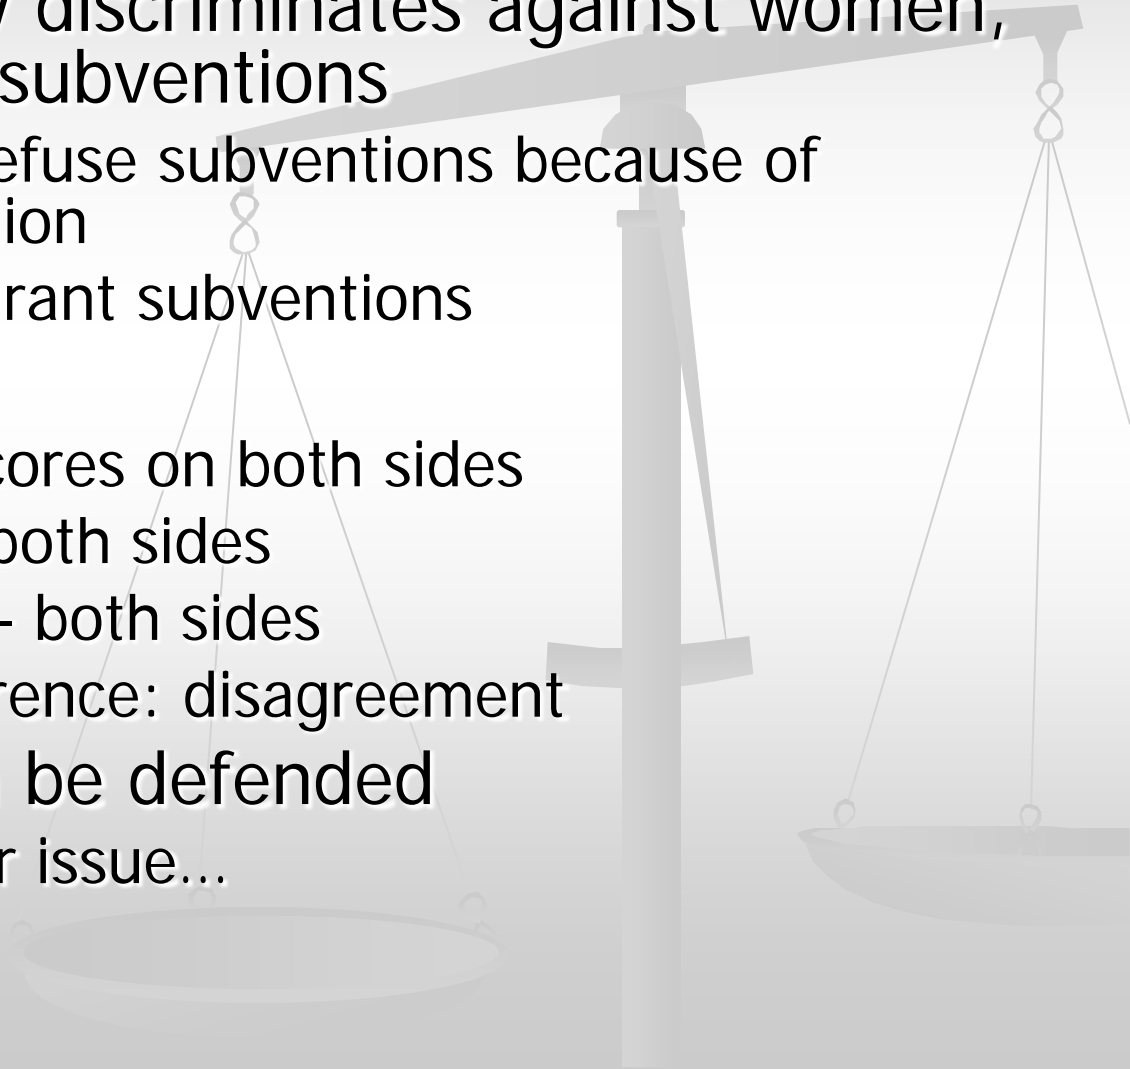 discriminates against women,
subventions
efuse subventions because of
ion
rant subventions
cores on both sides
both sides
- both sides
rence: disagreement
be defended
r issue...